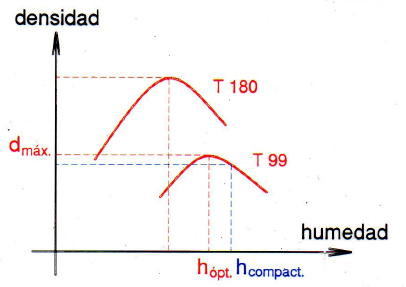 densidad
T 180
dmáx.
T 99
humedad
hópt. hcompact.